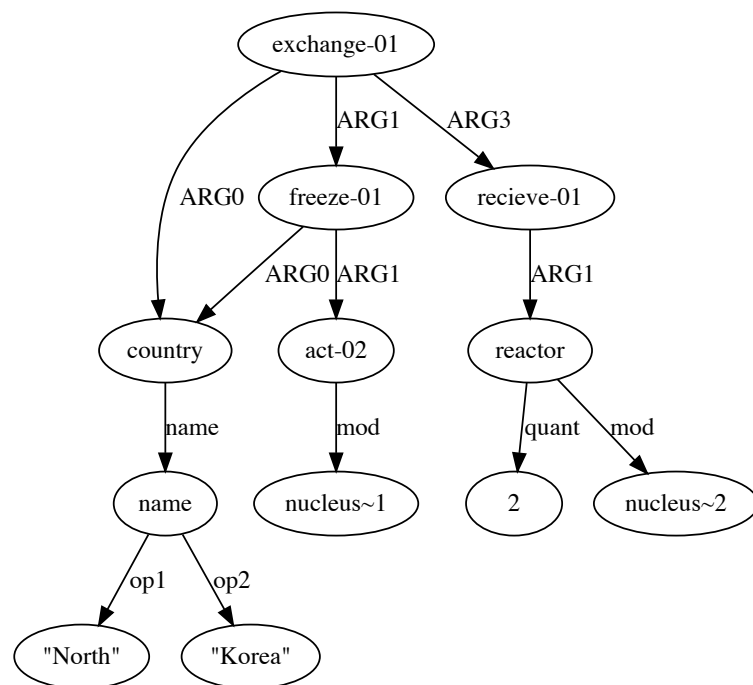 exchange-01
ARG1 ARG3
ARG0 freeze-01 recieve-01
ARG0 ARG1 ARG1
country act-02 reactor
name mod quant mod
name nucleus~1 2 nucleus~2
op1 op2
"North" "Korea"